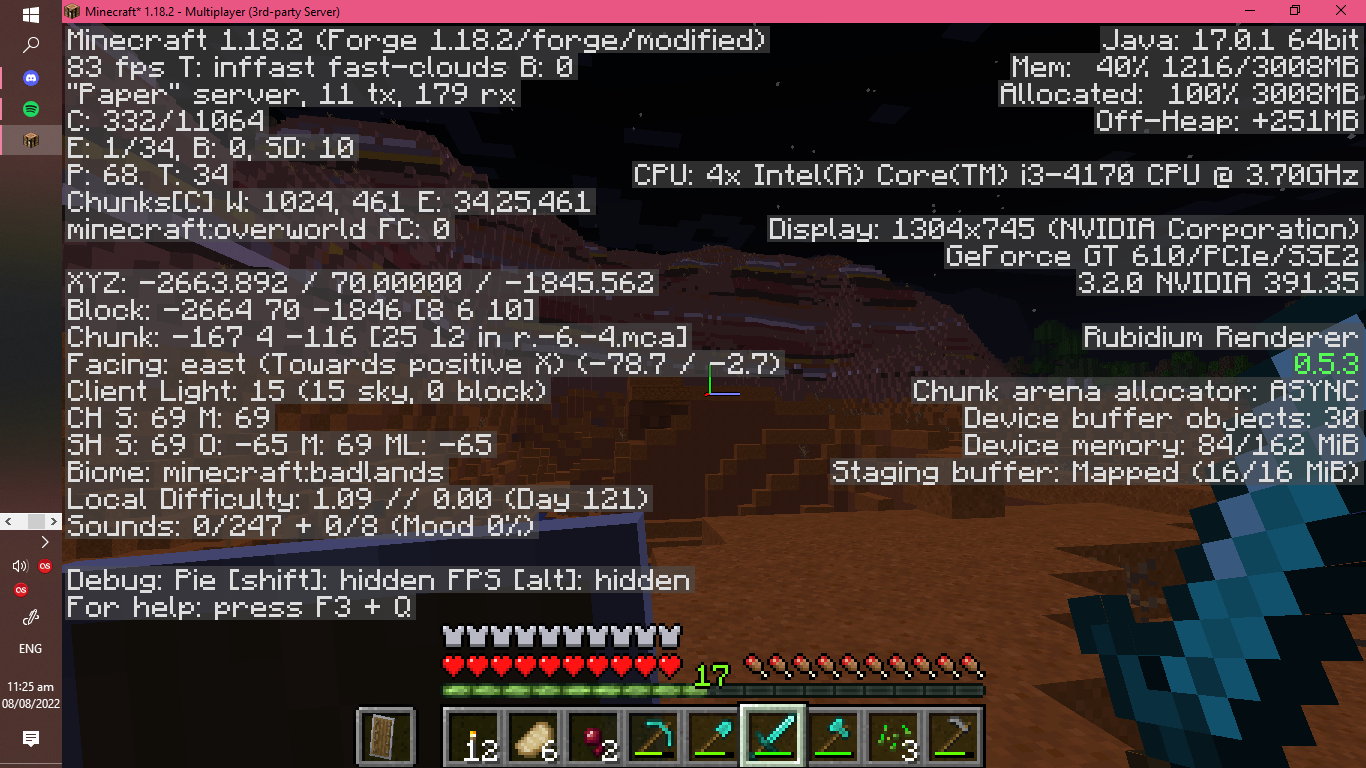 Minecraft* 1.18.2 - Multiplayer (3rd-party Server)
Minecraft 1.18.2 (Forge 1.18.2/forge/modified)
83 fps T: inffast fast-clouds B: 0
"Paper" server, 11 tx, 179 rx
C: 332/11064
E: 1/34, B: 0, SD: 10
P: 68. T: 34
Chunks[C] W: 1024, 461 E: 34,25,461
minecraft:overworld FC: 0
XYZ: -2663.892 / 70.00000 / -1845.562
Block: -2664 70 -1846 [8 6 10]
Chunk: -167 4 -116 [25 12 in r.-6.-4.mca]
Facing: east (Towards positive X) (-78.7 / -2.7)
Client Light: 15 (15 sky, 0 block)
CH S: 69 M: 69
SH S: 69 O: -65 M: 69 ML: -65
Biome: minecraft:badlands
Local Difficulty: 1.09 // 0.00 (Day 121)
Sounds: 0/247 + 0/8 (Mood 0%)
Debug: Pie [shift]: hidden FPS [alt]: hidden
For help: press F3 + Q
Java: 17.0.1 64bit
Mem: 40% 1216/3008MB
Allocated: 100% 3008MB
Off-Heap: +251MB
CPU: 4x Intel(R) Core(TM) i3-4170 CPU @ 3.70GHz
Display: 1304x745 (NVIDIA Corporation)
GeForce GT 610/PCIe/SSE2
3.2.0 NVIDIA 391.35
Rubidium Renderer
0.5.3
Chunk arena allocator: ASYNC
Device buffer objects: 30
Device memory: 84/162 MiB
Staging buffer: Mapped (16/16 MiB)
17
12
6
2
3
ENG
11:25 am
08/08/2022